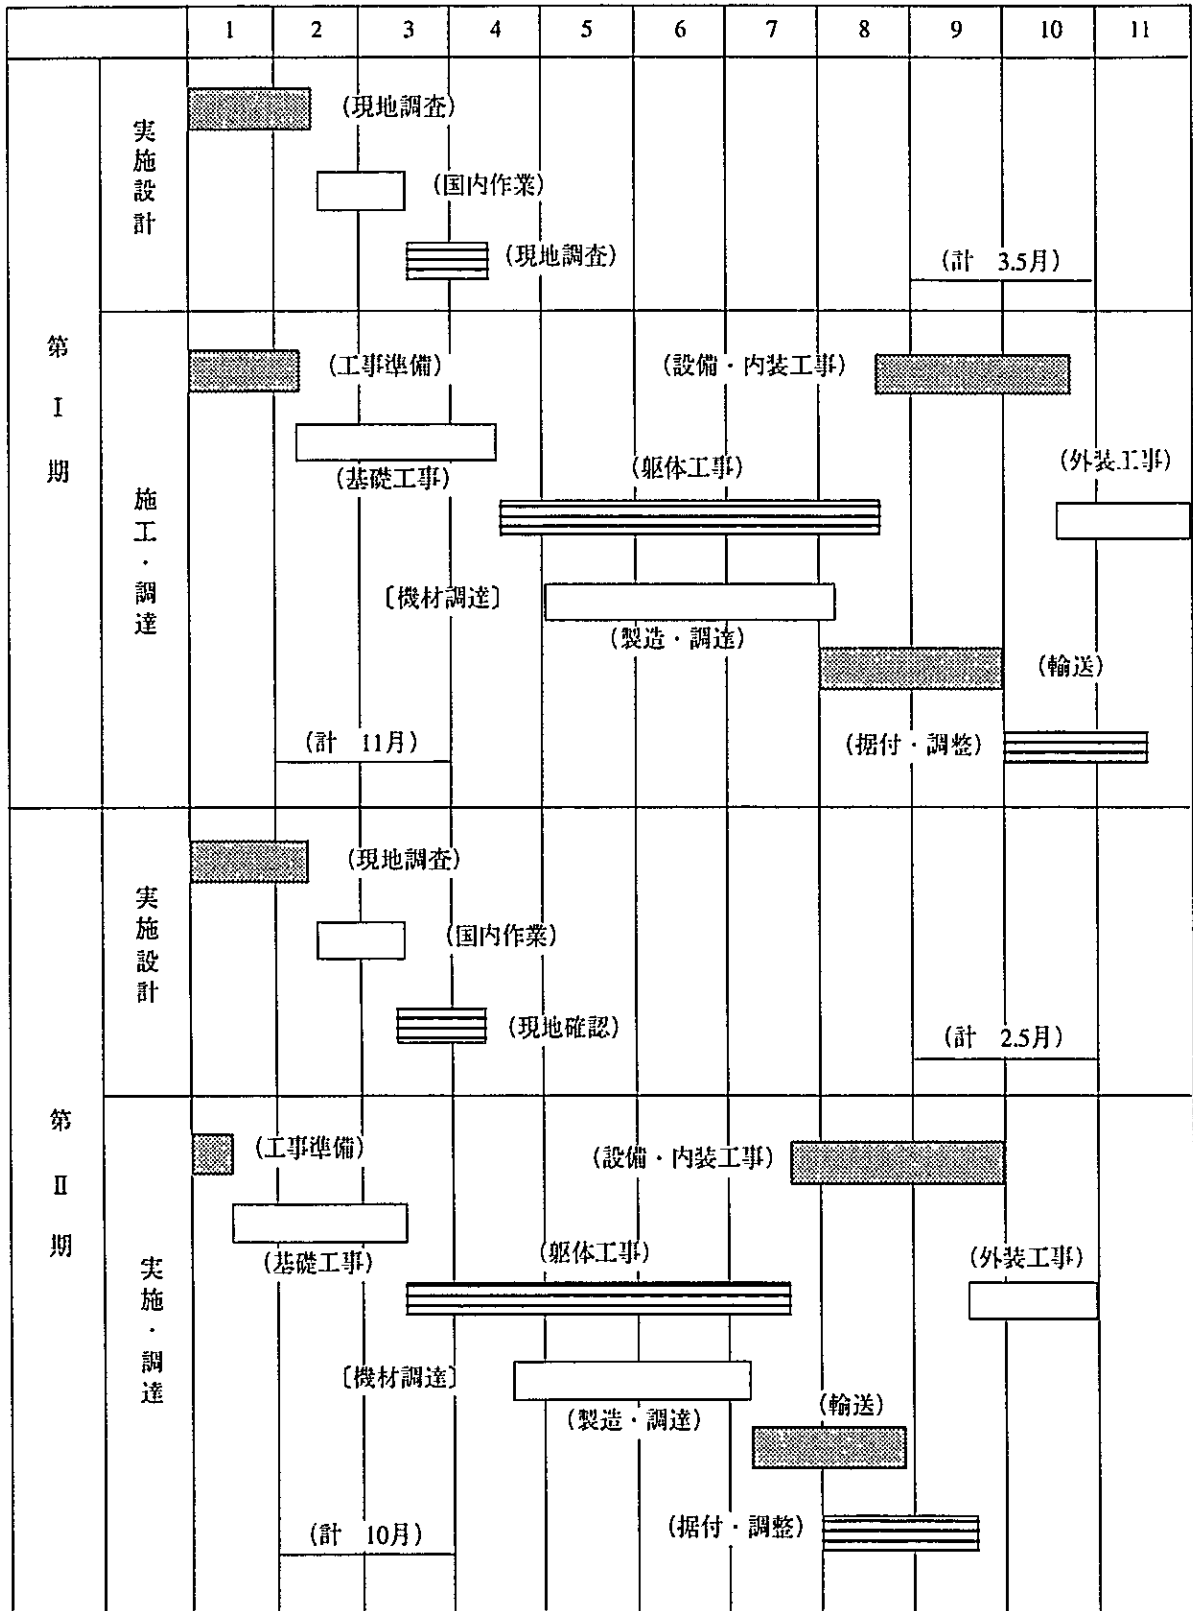 1 2 3 4 5 6 7 8 9 10 11
第Ⅰ期
実施設計
(現地調査)
(国内作業)
(現地調査)
(計 3.5月)
施工・調達
(工事準備)
(設備・内装工事)
(基礎工事)
(躯体工事)
(外装工事)
〔機材調達〕
(製造・調達)
(輸送)
(計 11月)
(据付・調整)
第Ⅱ期
実施設計
(現地調査)
(国内作業)
(現地確認)
(計 2.5月)
実施・調達
(工事準備)
(設備・内装工事)
(基礎工事)
(躯体工事)
(外装工事)
〔機材調達〕
(製造・調達)
(輸送)
(計 10月)
(据付・調整)